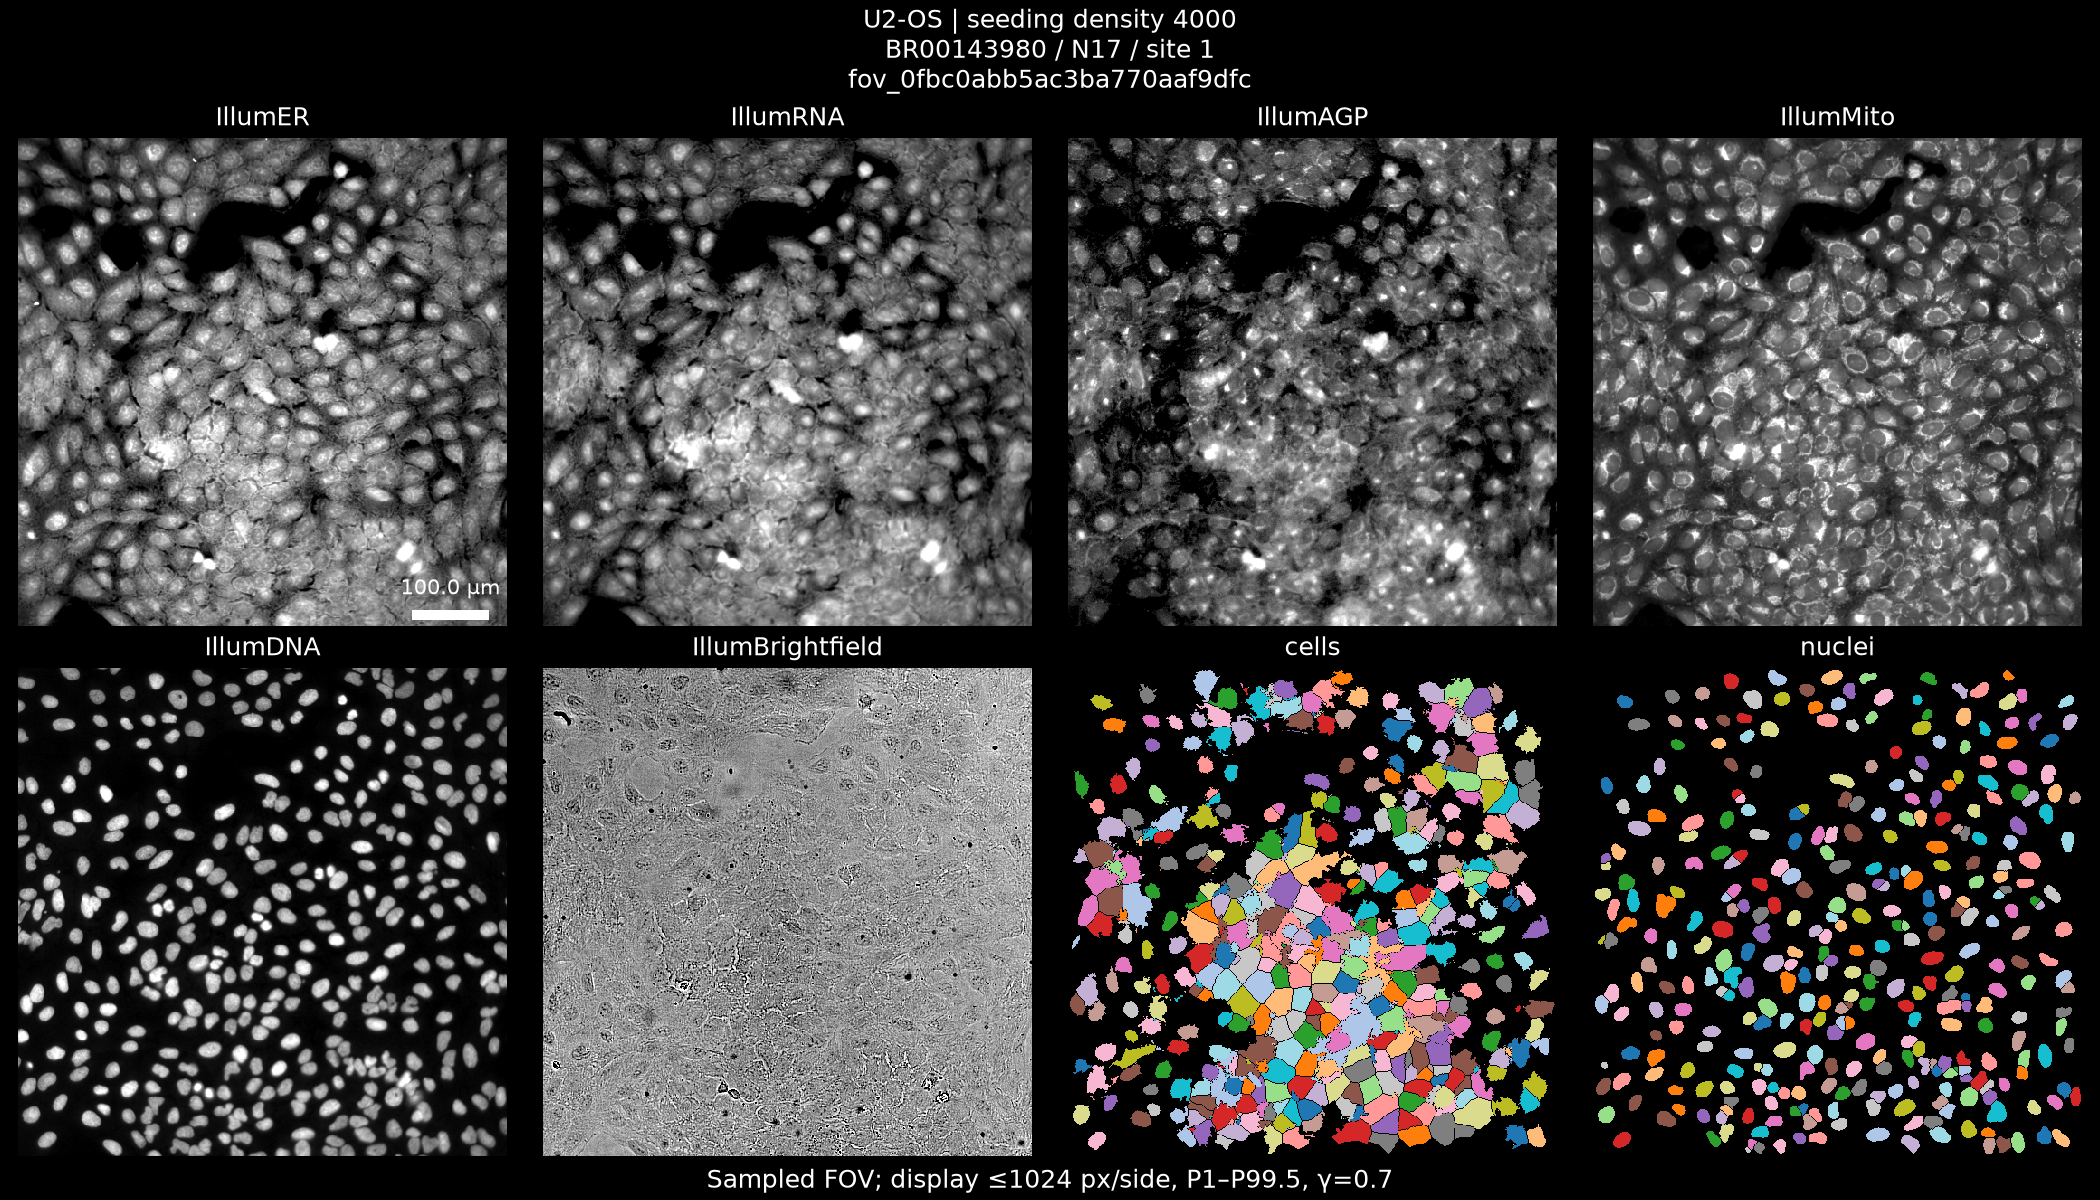 U2-OS | seeding density 4000
BR00143980 / N17 / site 1
fov_0fbc0abb5ac3ba770aaf9dfc
IllumER
IllumRNA
IllumAGP
IllumMito
100.0 µm
IllumDNA
IllumBrightfield
cells
nuclei
Sampled FOV; display ≤1024 px/side, P1–P99.5, γ=0.7